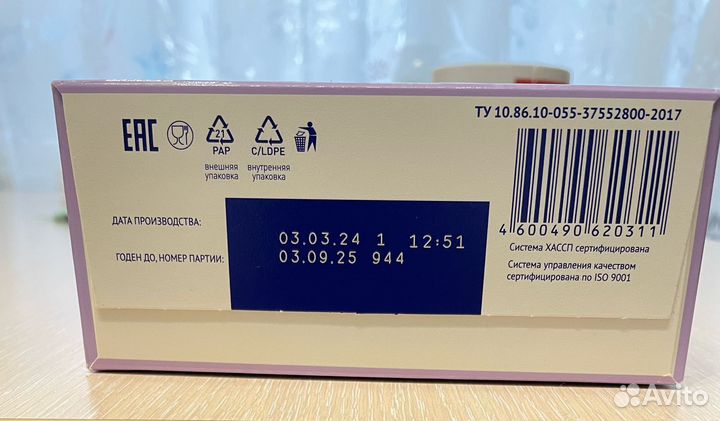 ТУ 10.86.10-055-37552800-2017
EAC
21
PAP
C/LDPE
внешняя
упаковка
внутренняя
упаковка
4 600490 620311
Система ХАССП сертифицирована
Система управления качеством
сертифицирована по ISO 9001
ДАТА ПРОИЗВОДСТВА:
03.03.24 1 12:51
ГОДЕН ДО, НОМЕР ПАРТИИ:
03.09.25 944
Avito